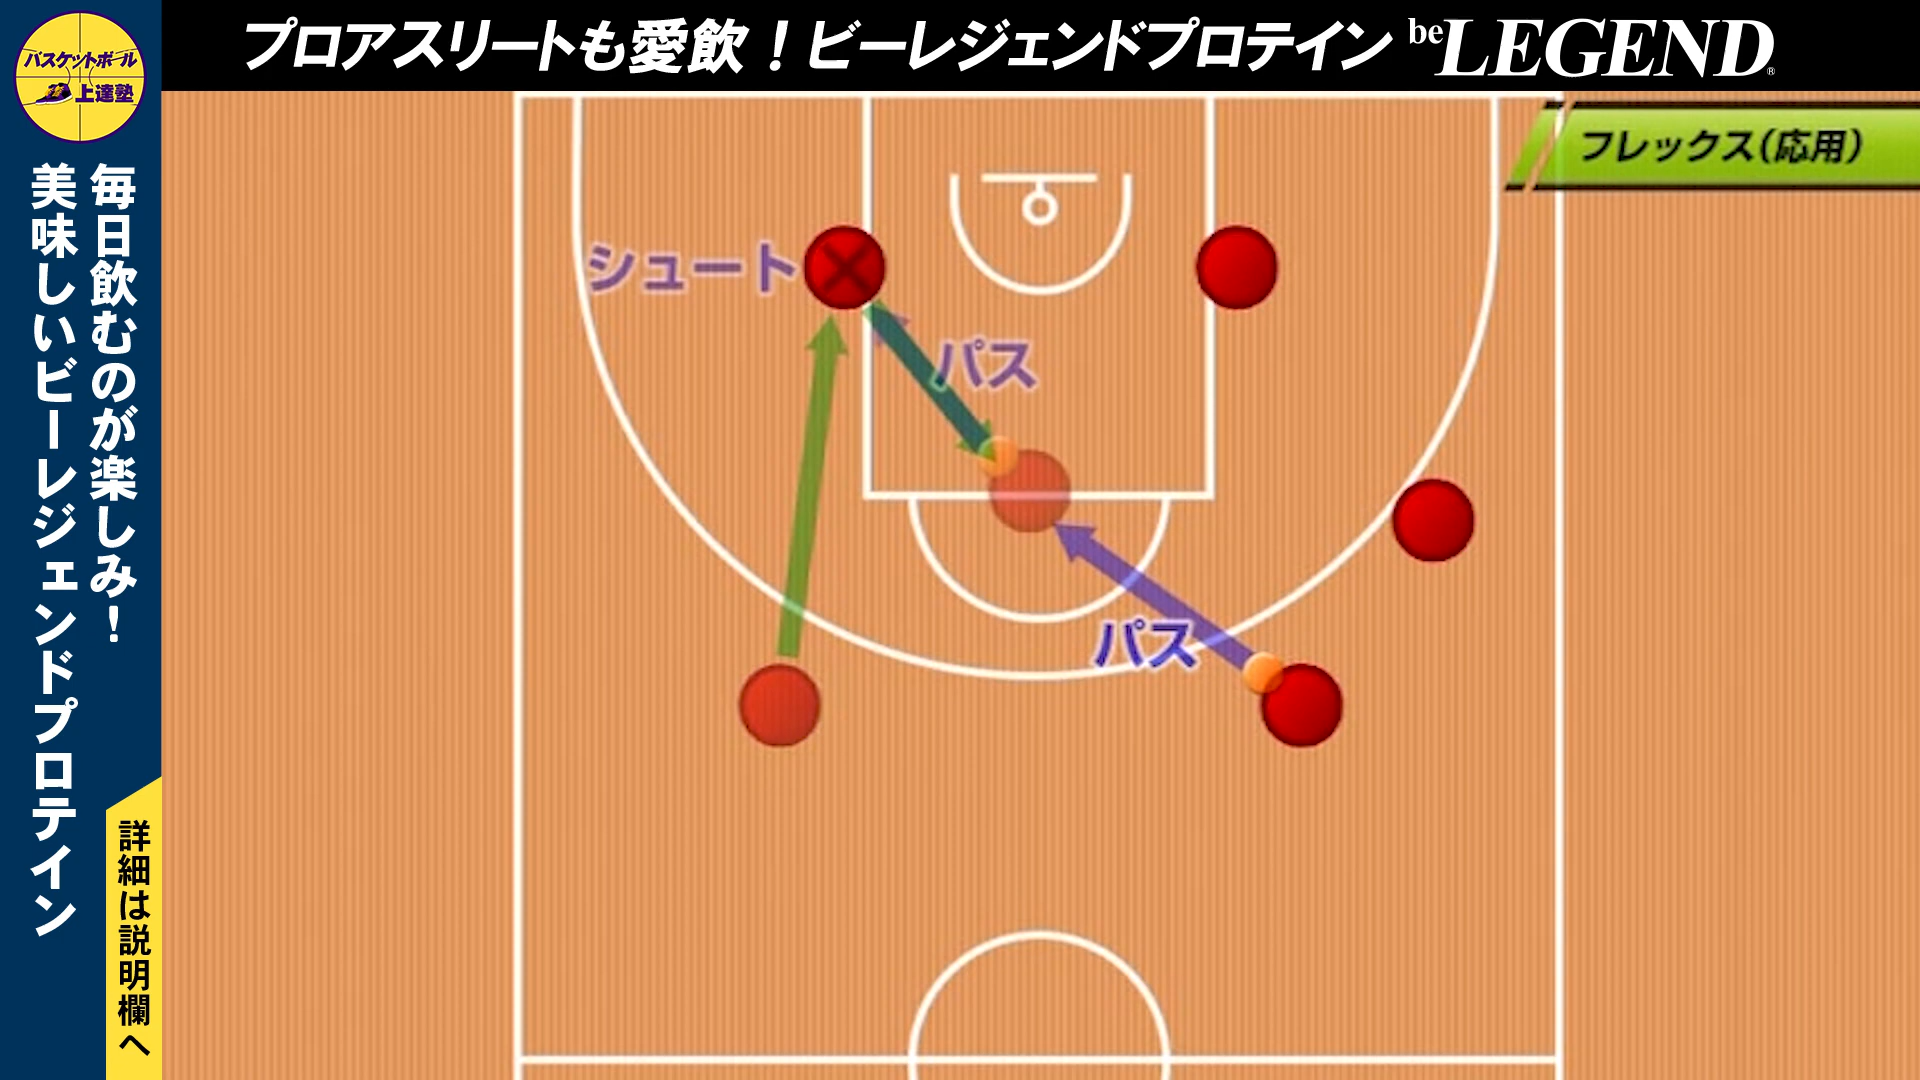 プロアスリートも愛飲！ビーレジェンドプロテイン be LEGEND®
バスケットボール
上達塾
毎日飲むのが楽しみ！
美味しいビーレジェンドプロテイン
詳細は説明欄へ
フレックス（応用）
シュート
パス
パス